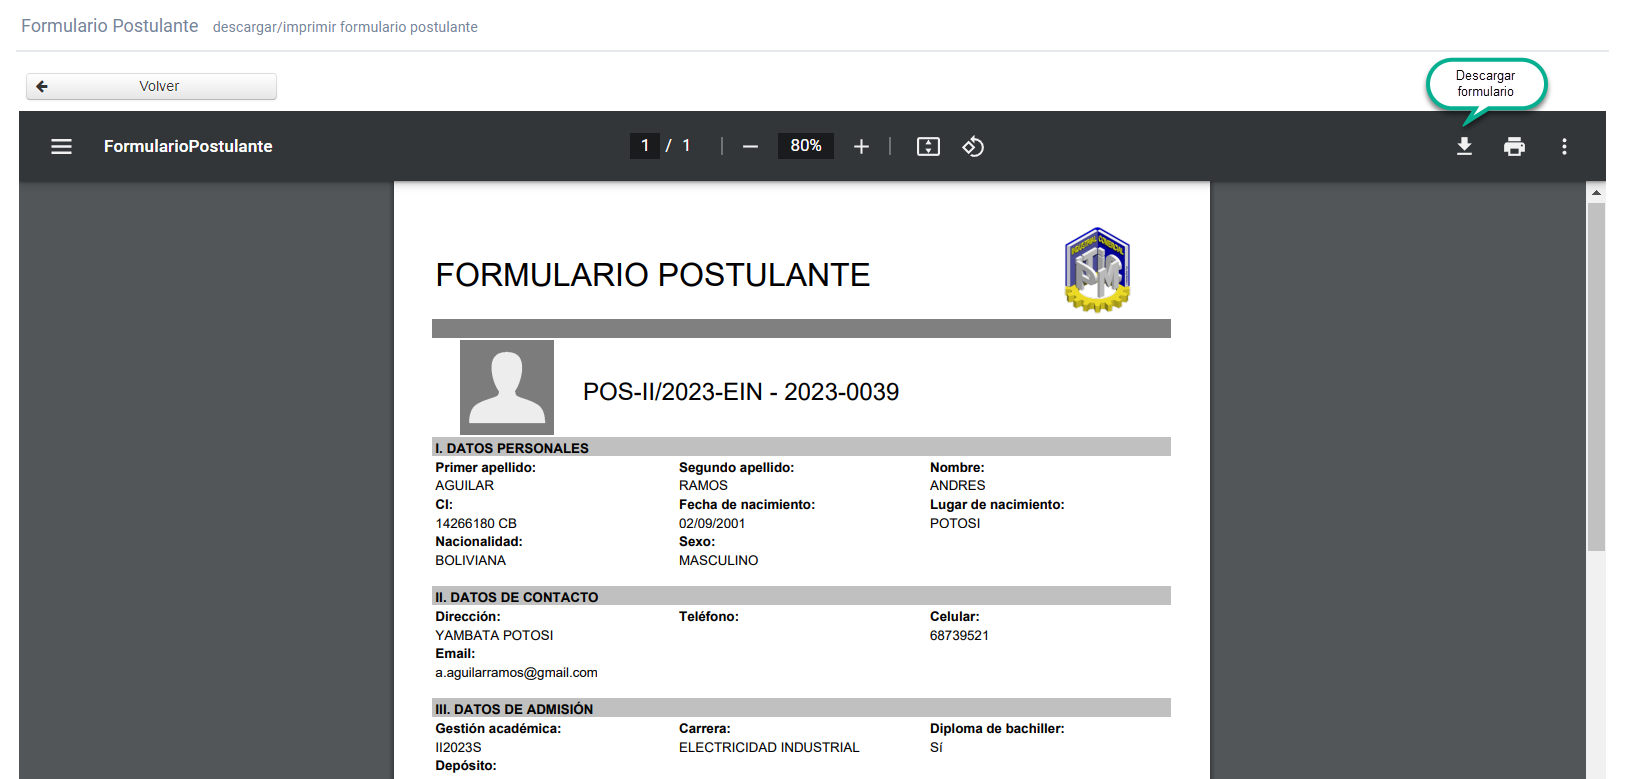 Formulario Postulante descargar/imprimir formulario postulante
Volver
Descargar
formulario
FormularioPostulante 1 / 1 80%
INDUSTRIAL COMERCIAL
FORMULARIO POSTULANTE
POS-II/2023-EIN - 2023-0039
I. DATOS PERSONALES
Primer apellido: Segundo apellido: Nombre:
AGUILAR RAMOS ANDRES
CI: Fecha de nacimiento: Lugar de nacimiento:
14266180 CB 02/09/2001 POTOSI
Nacionalidad: Sexo:
BOLIVIANA MASCULINO
II. DATOS DE CONTACTO
Dirección: Teléfono: Celular:
YAMBATA POTOSI 68739521
Email:
a.aguilarramos@gmail.com
III. DATOS DE ADMISIÓN
Gestión académica: Carrera: Diploma de bachiller:
II2023S ELECTRICIDAD INDUSTRIAL Sí
Depósito: